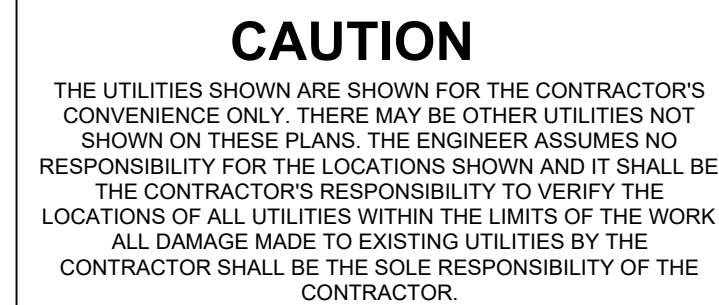 CAUTION
THE UTILITIES SHOWN ARE SHOWN FOR THE CONTRACTOR'S
CONVENIENCE ONLY. THERE MAY BE OTHER UTILITIES NOT
SHOWN ON THESE PLANS. THE ENGINEER ASSUMES NO
RESPONSIBILITY FOR THE LOCATIONS SHOWN AND IT SHALL BE
THE CONTRACTOR'S RESPONSIBILITY TO VERIFY THE
LOCATIONS OF ALL UTILITIES WITHIN THE LIMITS OF THE WORK
ALL DAMAGE MADE TO EXISTING UTILITIES BY THE
CONTRACTOR SHALL BE THE SOLE RESPONSIBILITY OF THE
CONTRACTOR.